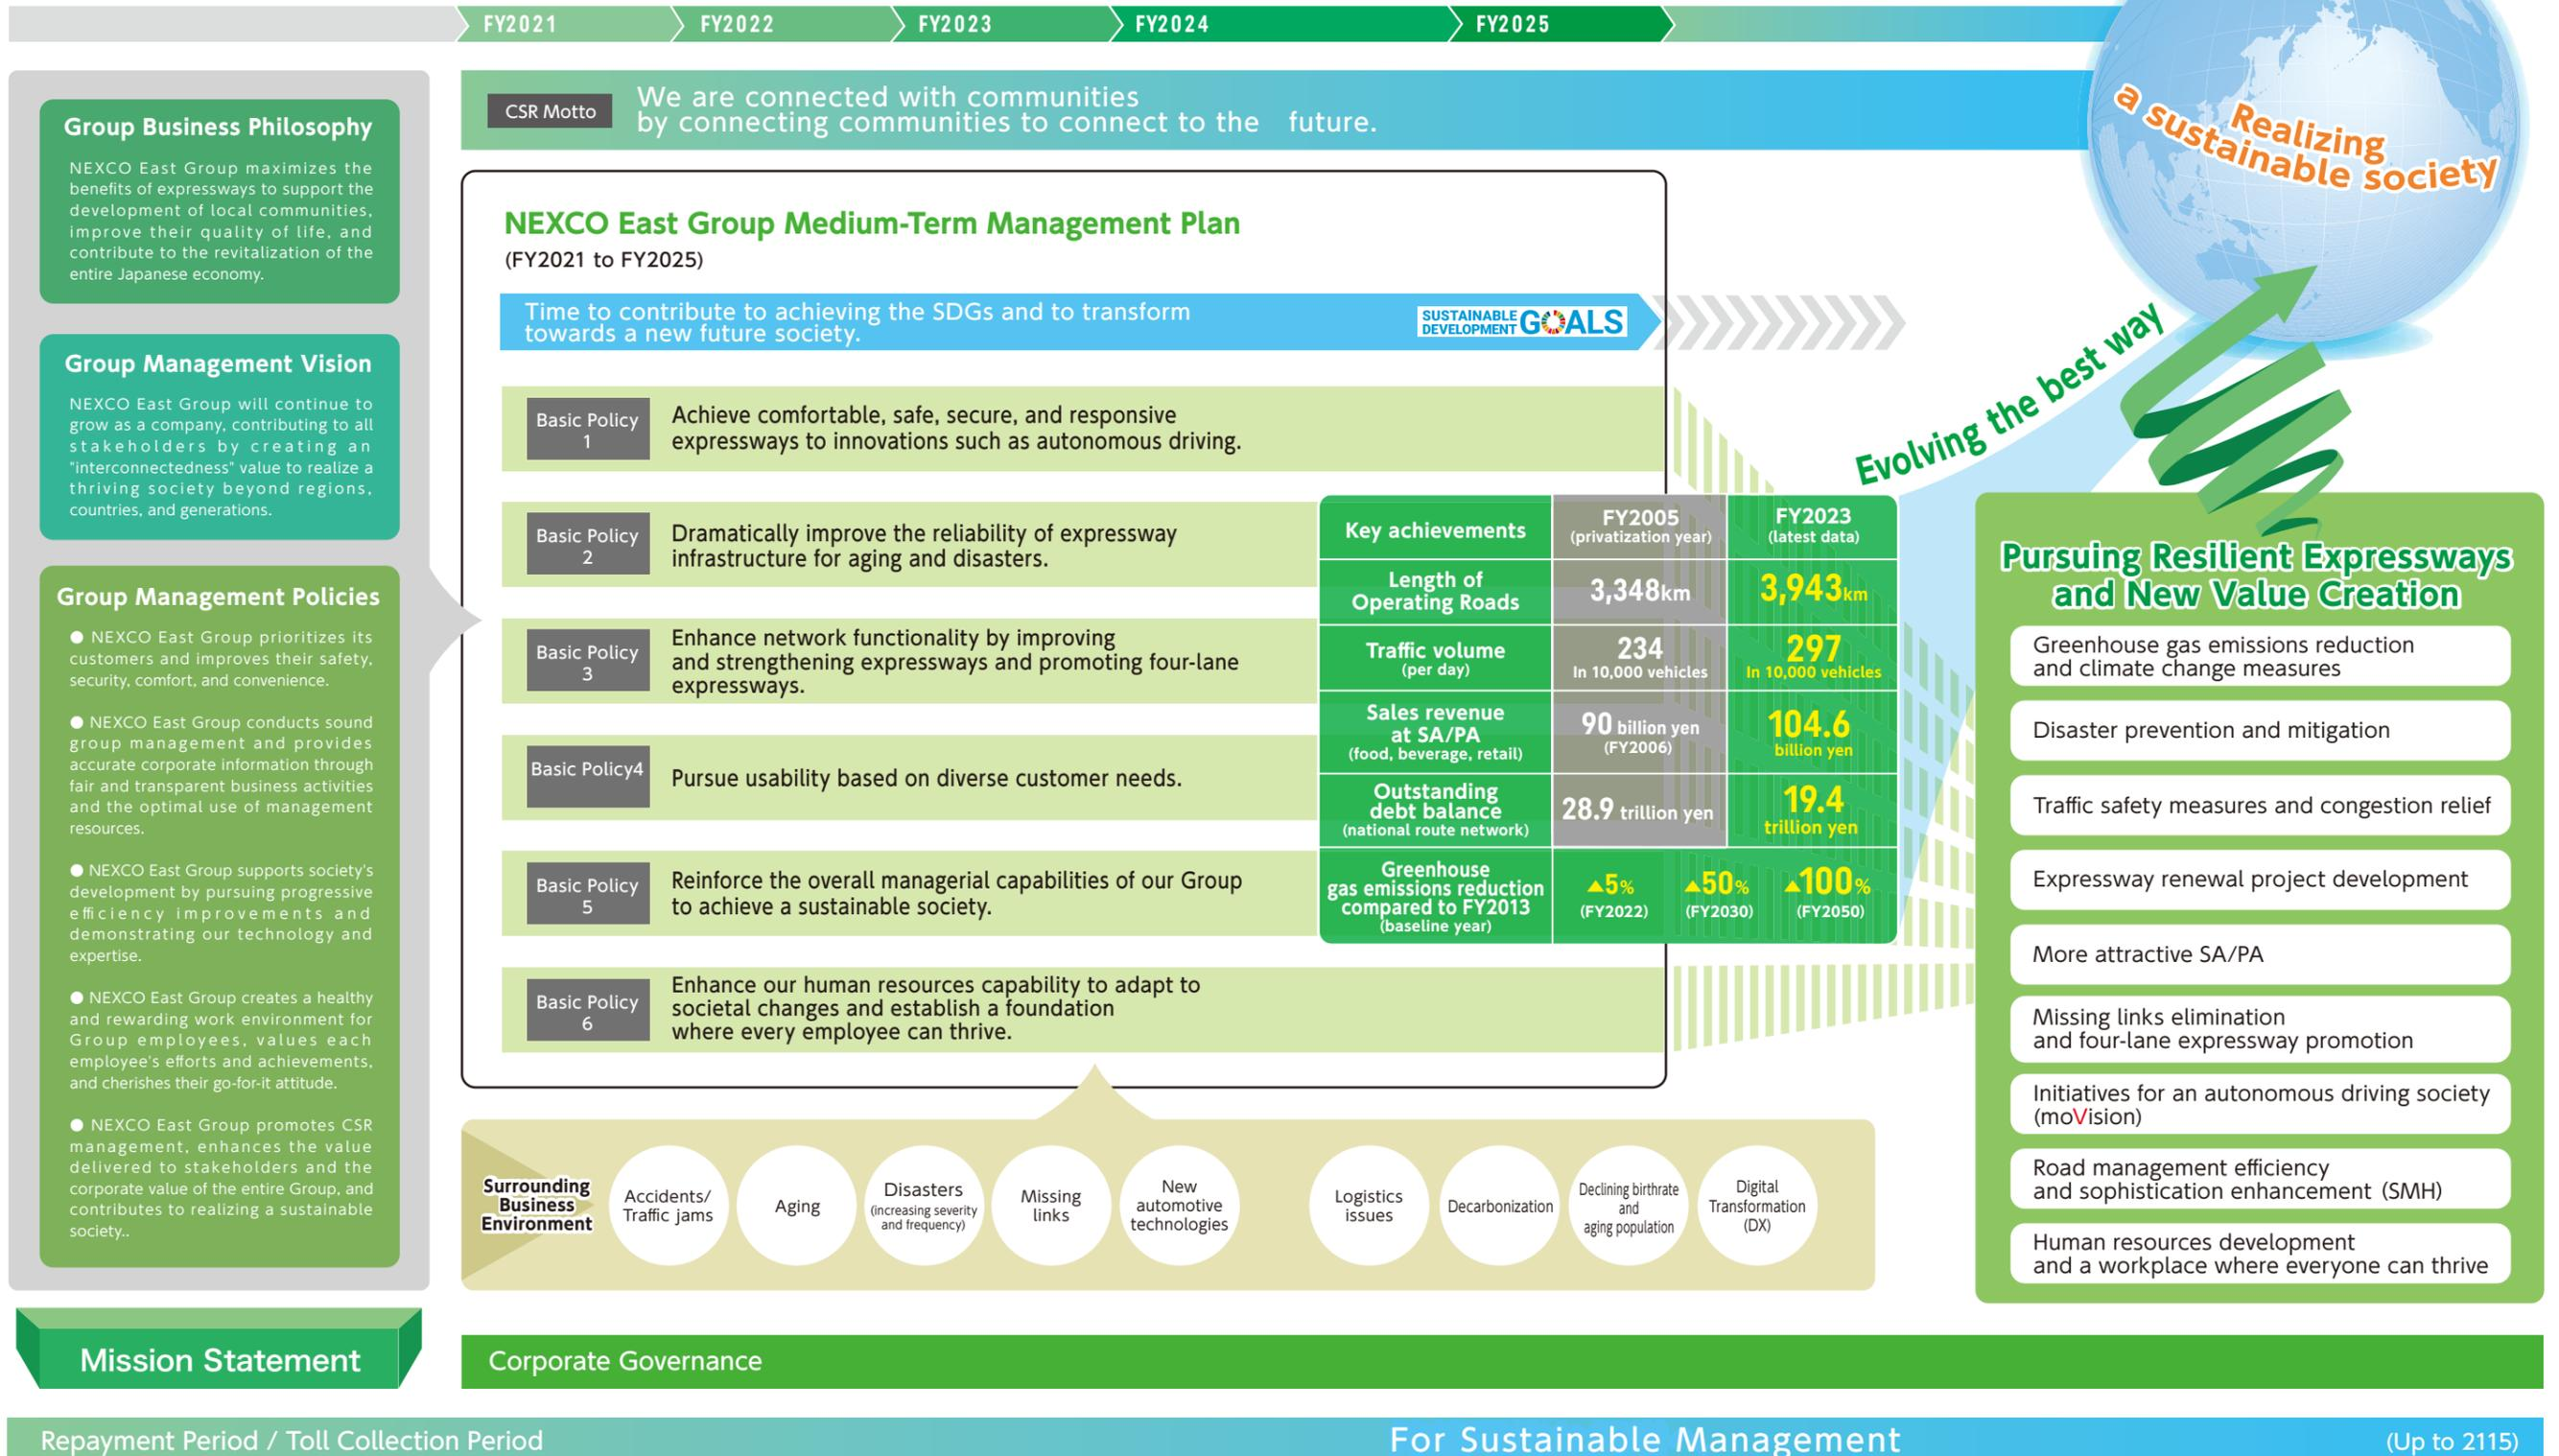 FY2021
FY2022
FY2023
FY2024
FY2025
Group Business Philosophy
NEXCO East Group maximizes the
benefits of expressways to support the
development of local communities,
improve their quality of life, and
contribute to the revitalization of the
entire Japanese economy.
Group Management Vision
NEXCO East Group will continue to
grow as a company, contributing to all
stakeholders by creating an
"interconnectedness" value to realize a
thriving society beyond regions,
countries, and generations.
Group Management Policies
● NEXCO East Group prioritizes its
customers and improves their safety,
security, comfort, and convenience.
● NEXCO East Group conducts sound
group management and provides
accurate corporate information through
fair and transparent business activities
and the optimal use of management
resources.
● NEXCO East Group supports society's
development by pursuing progressive
efficiency improvements and
demonstrating our technology and
expertise.
● NEXCO East Group creates a healthy
and rewarding work environment for
Group employees, values each
employee's efforts and achievements,
and cherishes their go-for-it attitude.
● NEXCO East Group promotes CSR
management, enhances the value
delivered to stakeholders and the
corporate value of the entire Group, and
contributes to realizing a sustainable
society..
Mission Statement
CSR Motto
We are connected with communities
by connecting communities to connect to the future.
NEXCO East Group Medium-Term Management Plan
(FY2021 to FY2025)
Time to contribute to achieving the SDGs and to transform
towards a new future society.
SUSTAINABLE
DEVELOPMENT GOALS
Basic Policy
1
Achieve comfortable, safe, secure, and responsive
expressways to innovations such as autonomous driving.
Basic Policy
2
Dramatically improve the reliability of expressway
infrastructure for aging and disasters.
Basic Policy
3
Enhance network functionality by improving
and strengthening expressways and promoting four-lane
expressways.
Basic Policy4
Pursue usability based on diverse customer needs.
Basic Policy
5
Reinforce the overall managerial capabilities of our Group
to achieve a sustainable society.
Basic Policy
6
Enhance our human resources capability to adapt to
societal changes and establish a foundation
where every employee can thrive.
Key achievements
FY2005
(privatization year)
FY2023
(latest data)
Length of
Operating Roads
3,348km
3,943km
Traffic volume
(per day)
234
In 10,000 vehicles
297
In 10,000 vehicles
Sales revenue
at SA/PA
(food, beverage, retail)
90 billion yen
(FY2006)
104.6
billion yen
Outstanding
debt balance
(national route network)
28.9 trillion yen
19.4
trillion yen
Greenhouse
gas emissions reduction
compared to FY2013
(baseline year)
▲5%
(FY2022)
▲50%
(FY2030)
▲100%
(FY2050)
Surrounding
Business
Environment
Accidents/
Traffic jams
Aging
Disasters
(increasing severity
and frequency)
Missing
links
New
automotive
technologies
Logistics
issues
Decarbonization
Declining birthrate
and
aging population
Digital
Transformation
(DX)
Corporate Governance
Realizing
a sustainable society
Evolving the best way
Pursuing Resilient Expressways
and New Value Creation
Greenhouse gas emissions reduction
and climate change measures
Disaster prevention and mitigation
Traffic safety measures and congestion relief
Expressway renewal project development
More attractive SA/PA
Missing links elimination
and four-lane expressway promotion
Initiatives for an autonomous driving society
(moVision)
Road management efficiency
and sophistication enhancement (SMH)
Human resources development
and a workplace where everyone can thrive
Repayment Period / Toll Collection Period
For Sustainable Management
(Up to 2115)